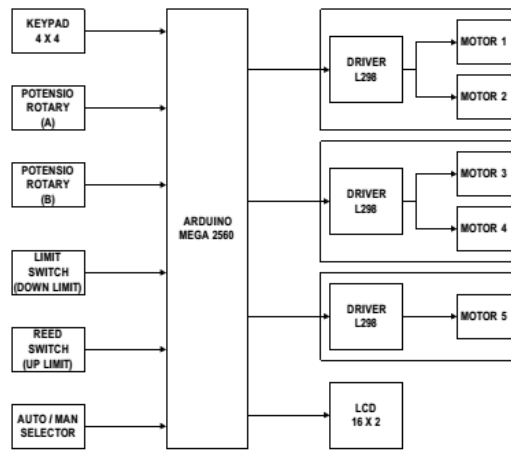 KEYPAD
4 X 4
POTENSIO
ROTARY
(A)
POTENSIO
ROTARY
(B)
LIMIT
SWITCH
(DOWN LIMIT)
REED
SWITCH
(UP LIMIT)
AUTO / MAN
SELECTOR
ARDUINO
MEGA 2560
DRIVER
L298
MOTOR 1
MOTOR 2
DRIVER
L298
MOTOR 3
MOTOR 4
DRIVER
L298
MOTOR 5
LCD
16 X 2